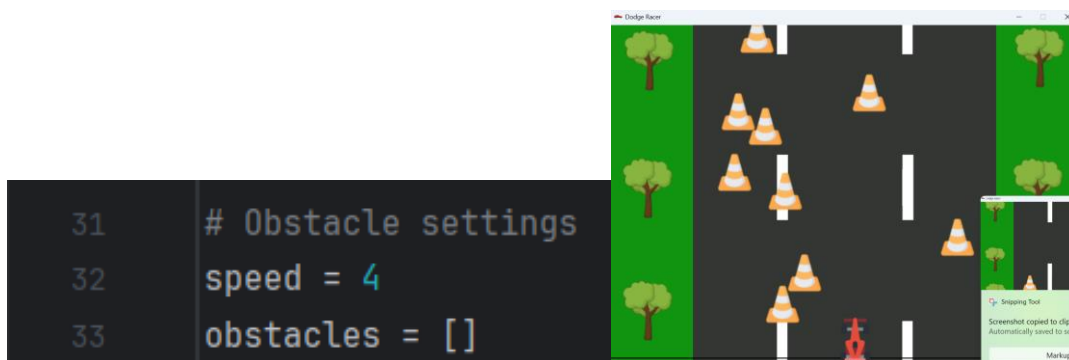 31 # Obstacle settings
32 speed = 4
33 obstacles = []
Dodge Racer
Snipping Tool
Screenshot copied to clip
Automatically saved to s
Markup